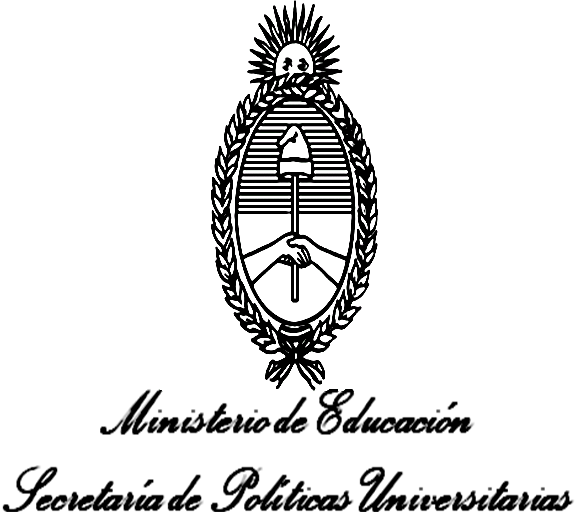 Ministerio de Educación
Secretaría de Políticas Universitarias